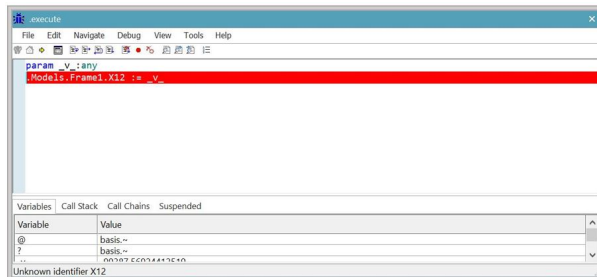 .execute
File Edit Navigate Debug View Tools Help
param _v_:any
.Models.Frame1.X12 := _v_
Variables Call Stack Call Chains Suspended
Variable Value
@ basis.~
? basis.~
Unknown identifier X12